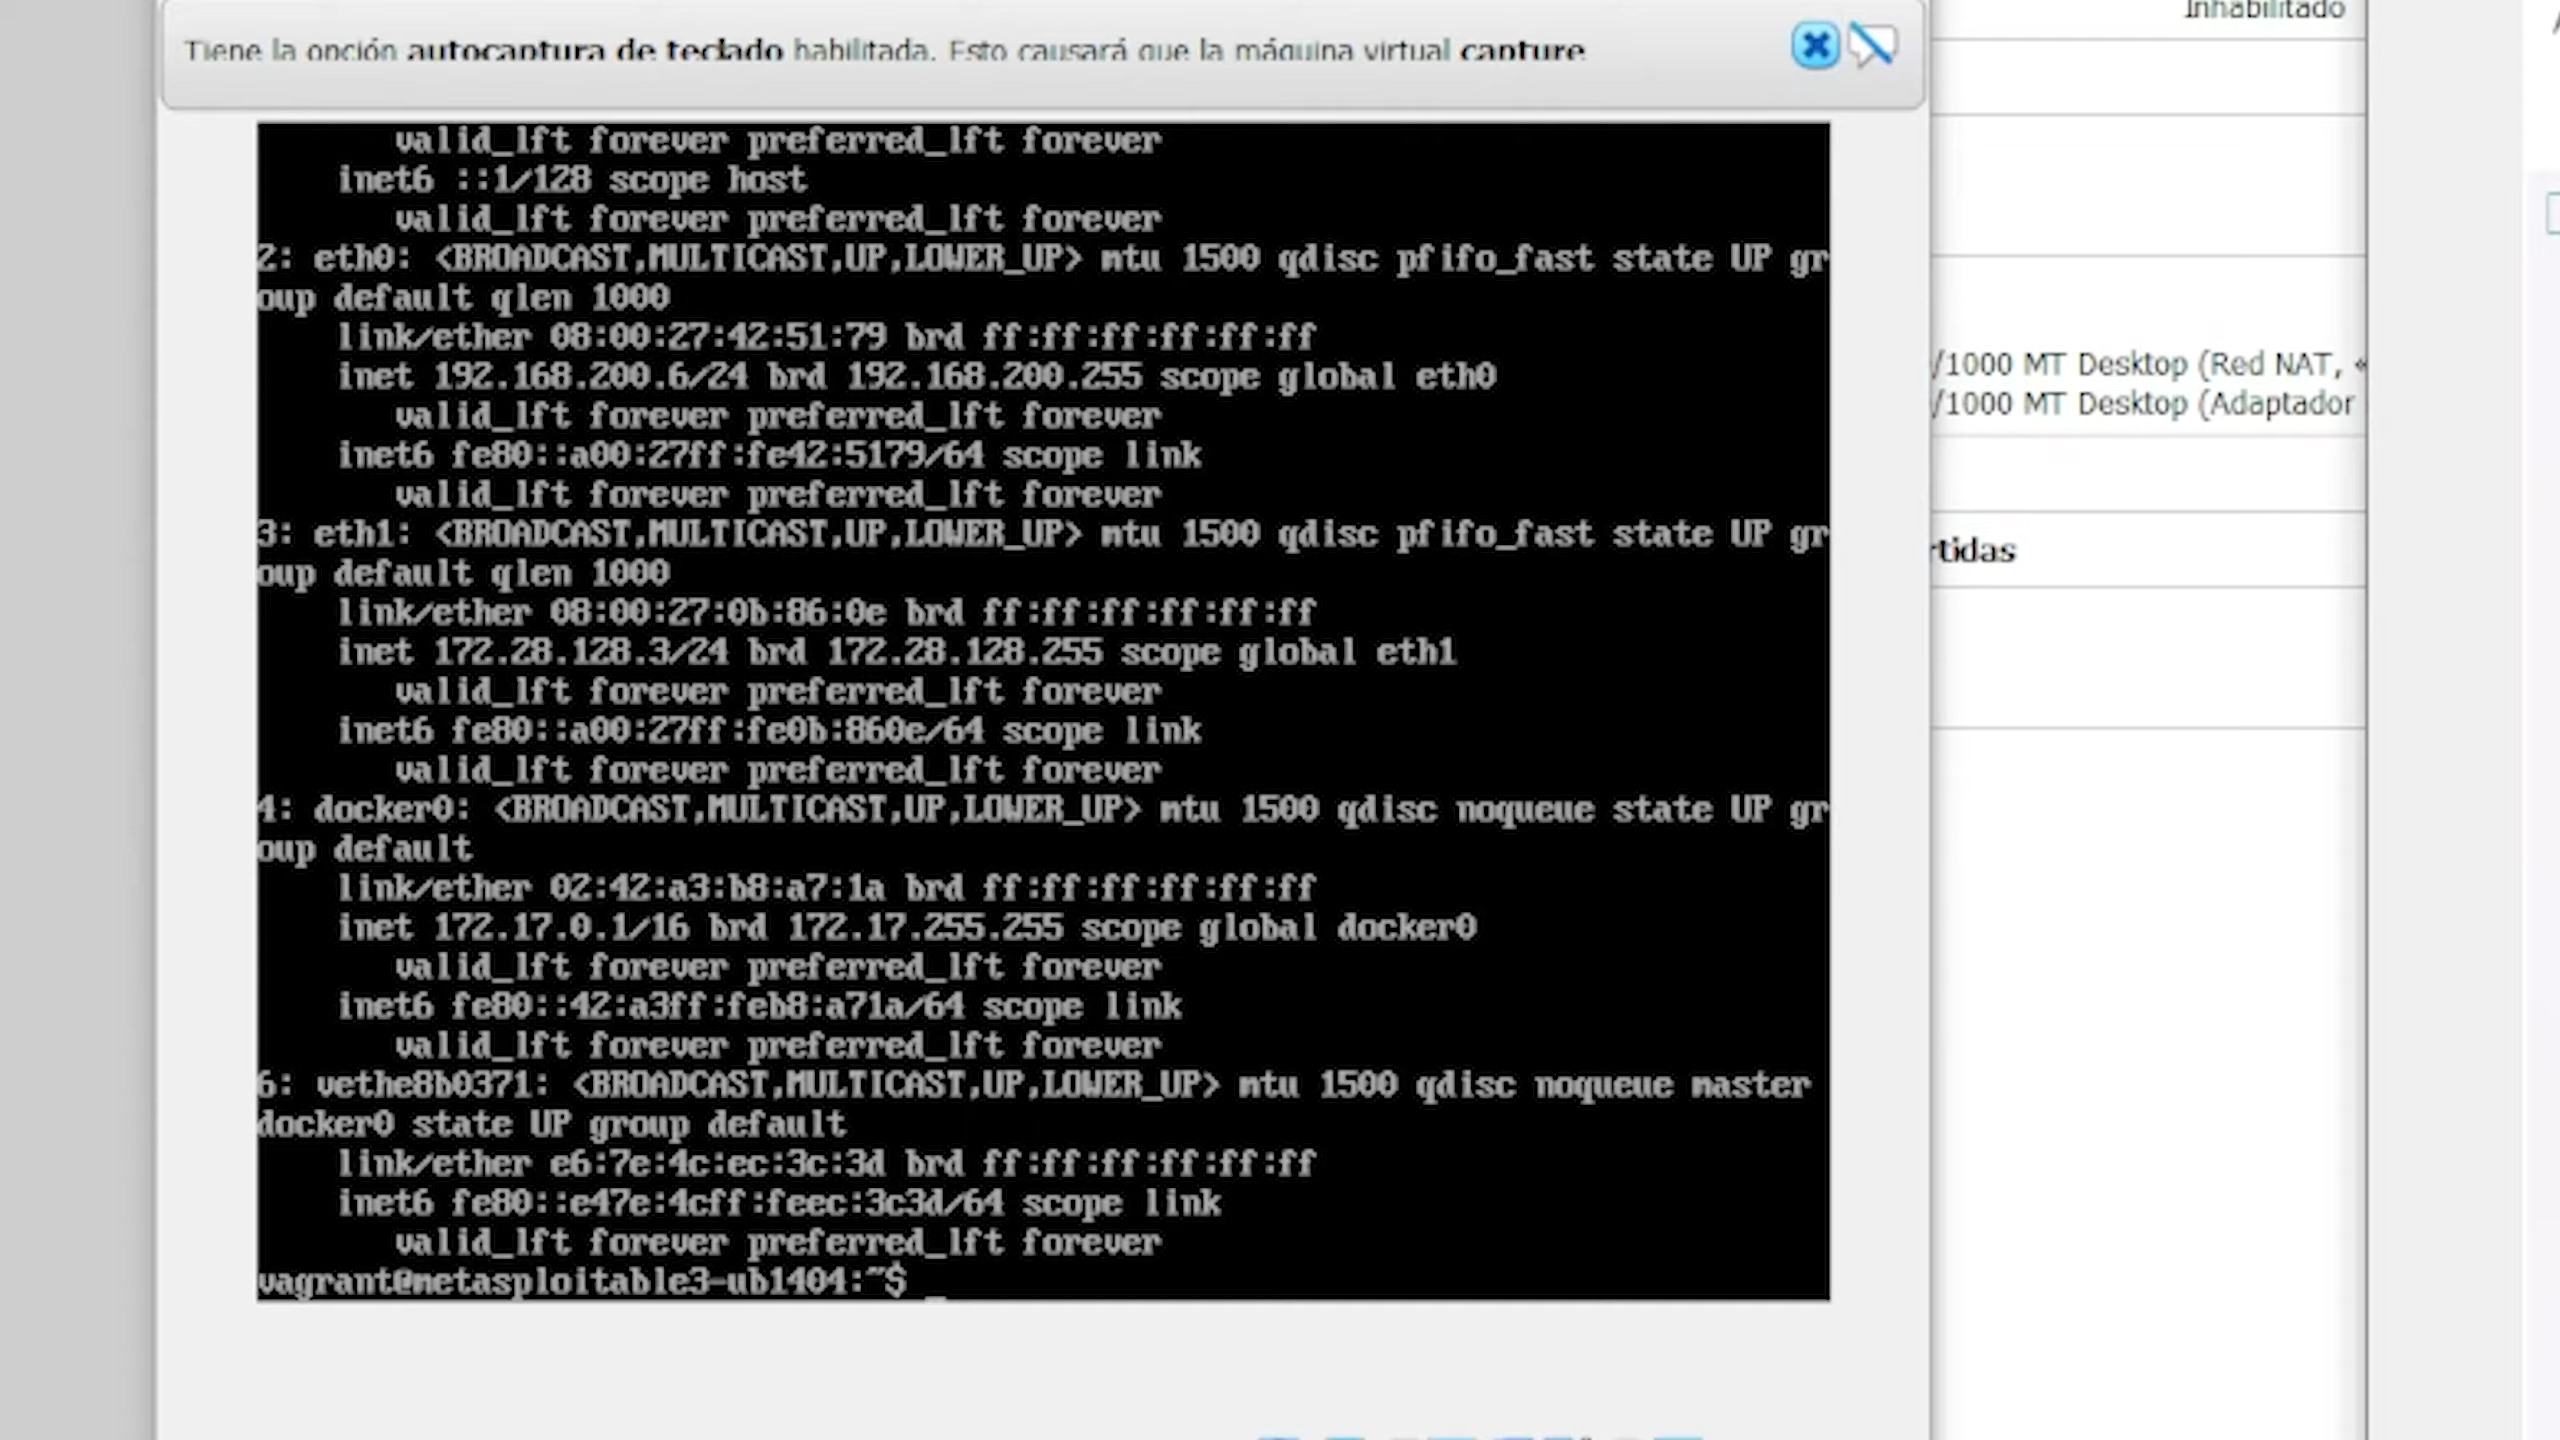 Inhabilitado
Tiene la opción autocaptura de teclado habilitada. Esto causará que la máquina virtual capture
valid_lft forever preferred_lft forever
inet6 ::1/128 scope host
valid_lft forever preferred_lft forever
2: eth0: <BROADCAST,MULTICAST,UP,LOWER_UP> mtu 1500 qdisc pfifo_fast state UP gr
oup default qlen 1000
link/ether 08:00:27:42:51:79 brd ff:ff:ff:ff:ff:ff
inet 192.168.200.6/24 brd 192.168.200.255 scope global eth0
valid_lft forever preferred_lft forever
inet6 fe80::a00:27ff:fe42:5179/64 scope link
valid_lft forever preferred_lft forever
3: eth1: <BROADCAST,MULTICAST,UP,LOWER_UP> mtu 1500 qdisc pfifo_fast state UP gr
oup default qlen 1000
link/ether 08:00:27:0b:86:0e brd ff:ff:ff:ff:ff:ff
inet 172.28.128.3/24 brd 172.28.128.255 scope global eth1
valid_lft forever preferred_lft forever
inet6 fe80::a00:27ff:fe0b:860e/64 scope link
valid_lft forever preferred_lft forever
4: docker0: <BROADCAST,MULTICAST,UP,LOWER_UP> mtu 1500 qdisc noqueue state UP gr
oup default
link/ether 02:42:a3:b8:a7:1a brd ff:ff:ff:ff:ff:ff
inet 172.17.0.1/16 brd 172.17.255.255 scope global docker0
valid_lft forever preferred_lft forever
inet6 fe80::42:a3ff:feb8:a71a/64 scope link
valid_lft forever preferred_lft forever
6: vethe8b0371: <BROADCAST,MULTICAST,UP,LOWER_UP> mtu 1500 qdisc noqueue master
docker0 state UP group default
link/ether e6:7e:4c:ec:3c:3d brd ff:ff:ff:ff:ff:ff
inet6 fe80::e47e:4cff:feec:3c3d/64 scope link
valid_lft forever preferred_lft forever
vagrant@metasploitable3-ub1404:~$ _
/1000 MT Desktop (Red NAT, «
/1000 MT Desktop (Adaptador
rtidas